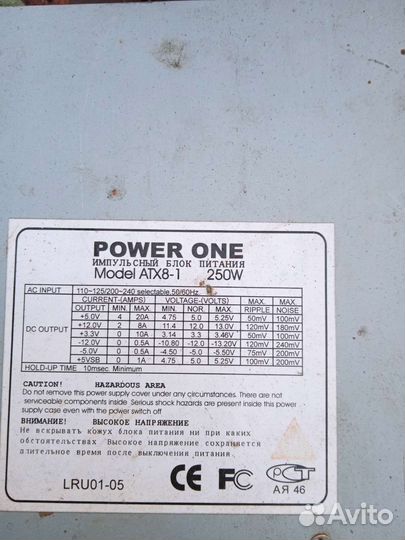 POWER ONE
ИМПУЛЬСНЫЙ БЛОК ПИТАНИЯ
Model ATX8-1 250W
AC INPUT 110~125/200~240 selectable.50/60Hz.
DC OUTPUT CURRENT-(AMPS) VOLTAGE-(VOLTS) MAX. MAX.
OUTPUT MIN. MAX. MIN. NOR. MAX. RIPPLE NOISE
+5.0V 4 20A 4.75 5.0 5.25V 50mV 100mV
+12.0V 2 8A 11.4 12.0 13.0V 120mV 180mV
+3.3V 0 10A 3.14 3.3 3.46V 50mV 100mV
-12.0V 0 0.5A -10.80 -12.0 -13.20V 120mV 240mV
-5.0V 0 0.5A -4.50 -5.0 -5.50V 75mV 200mV
+5VSB 0 1A 4.75 5.0 5.25V 100mV 200mV
HOLD-UP TIME 10msec Minimum
CAUTION! HAZARDOUS AREA
Do not remove this power supply cover under any circumstances. There are not
serviceable components inside. Serious shock hazards are present inside this power
supply case even with the power switch off
ВНИМАНИЕ! ВЫСОКОЕ НАПРЯЖЕНИЕ
Не вскрывать кожух блока питания ни при каких
обстоятельствах Высокое напряжение сохраняется
длительное время после выключения питания
LRU01-05 CE FC РСТ
АЯ 46
Avito